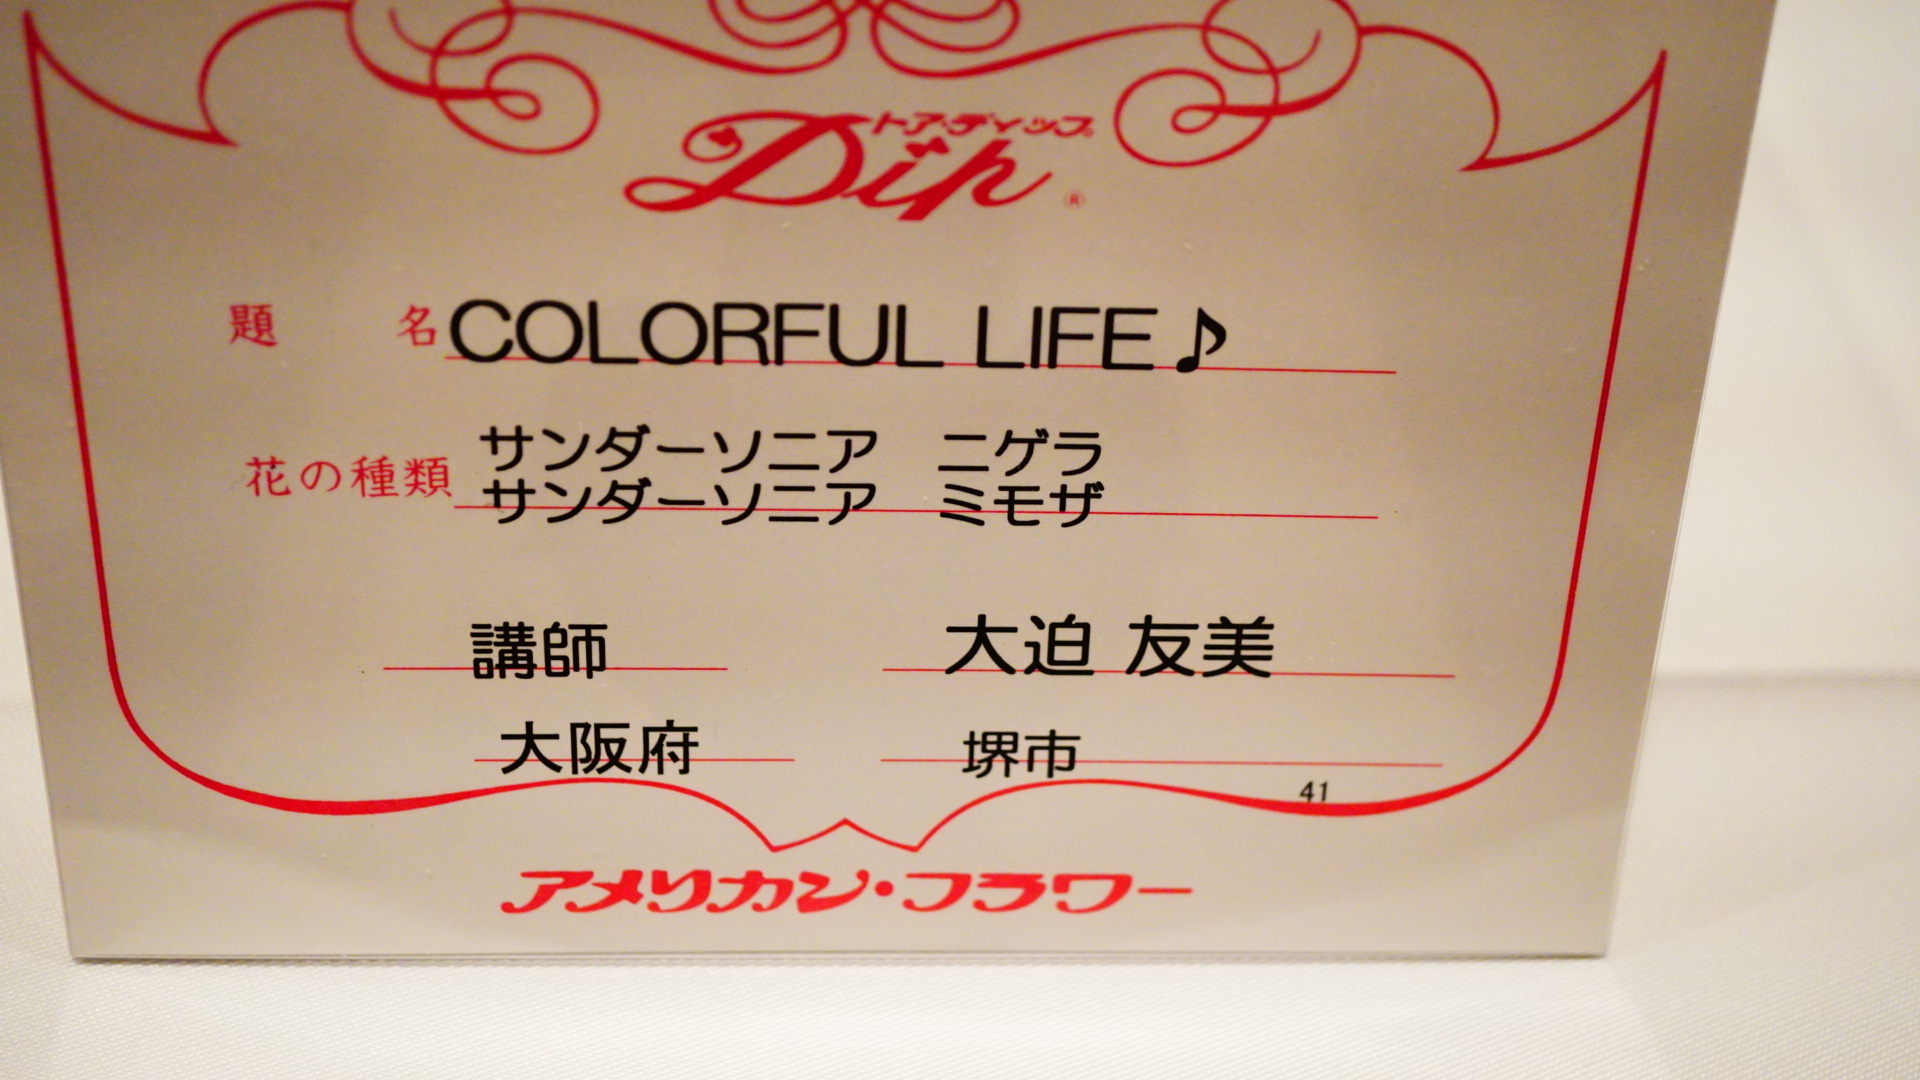 トア・ディップ
Dip®
題　名 COLORFUL LIFE♪
花の種類 サンダーソニア　ニゲラ
サンダーソニア　ミモザ
講師　大迫 友美
大阪府　堺市
41
アメリカン・フラワー